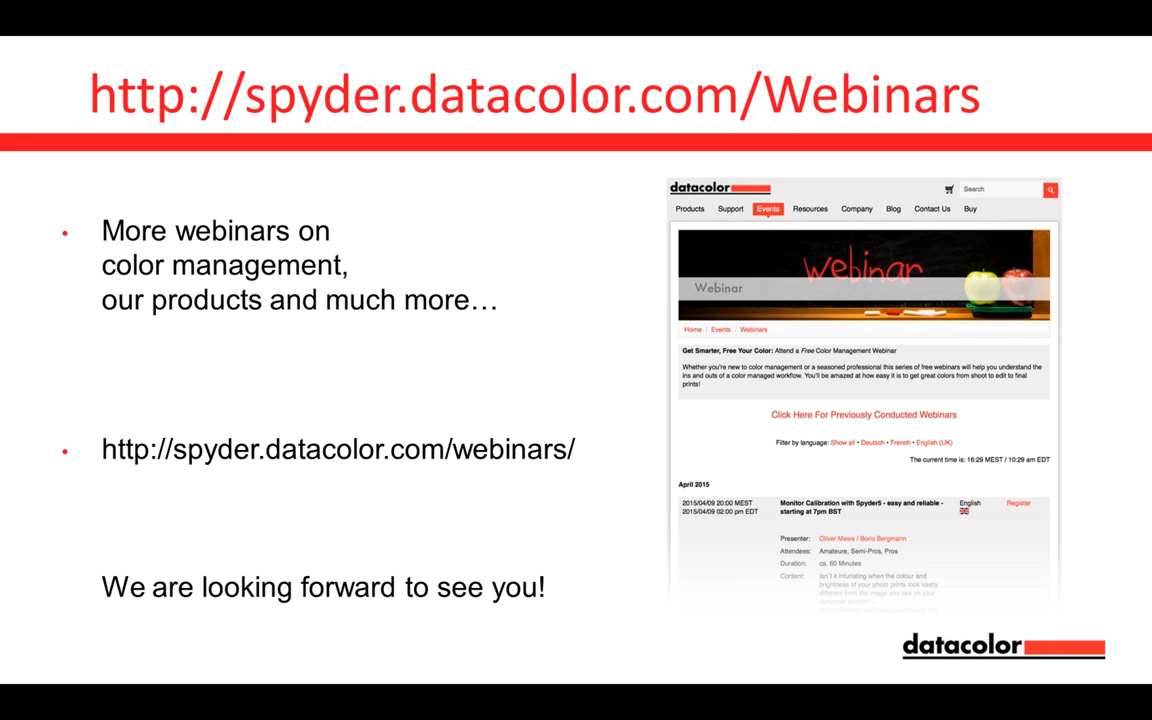 http://spyder.datacolor.com/Webinars
More webinars on
color management,
our products and much more…
http://spyder.datacolor.com/webinars/
We are looking forward to see you!
datacolor
Search
Products Support Events Resources Company Blog Contact Us Buy
webinar
Webinar
Home / Events / Webinars
Get Smarter, Free Your Color: Attend a Free Color Management Webinar
Whether you're new to color management or a seasoned professional this series of free webinars will help you understand the
ins and outs of a color managed workflow. You'll be amazed at how easy it is to get great colors from shoot to edit to final
prints!
Click Here For Previously Conducted Webinars
Filter by language: Show all • Deutsch • French • English (UK)
The current time is: 16:29 MEST / 10:29 am EDT
April 2015
2015/04/09 20:00 MEST
2015/04/09 02:00 pm EDT
Monitor Calibration with Spyder5 - easy and reliable -
starting at 7pm BST
English
Register
Presenter: Oliver Mews / Boris Bergmann
Attendees: Amateure, Semi-Pros, Pros
Duration: ca. 60 Minutes
Content: Isn't it infuriating when the colour and
brightness of your photo prints look vastly
different from the image you see on your
computer screen?
datacolor